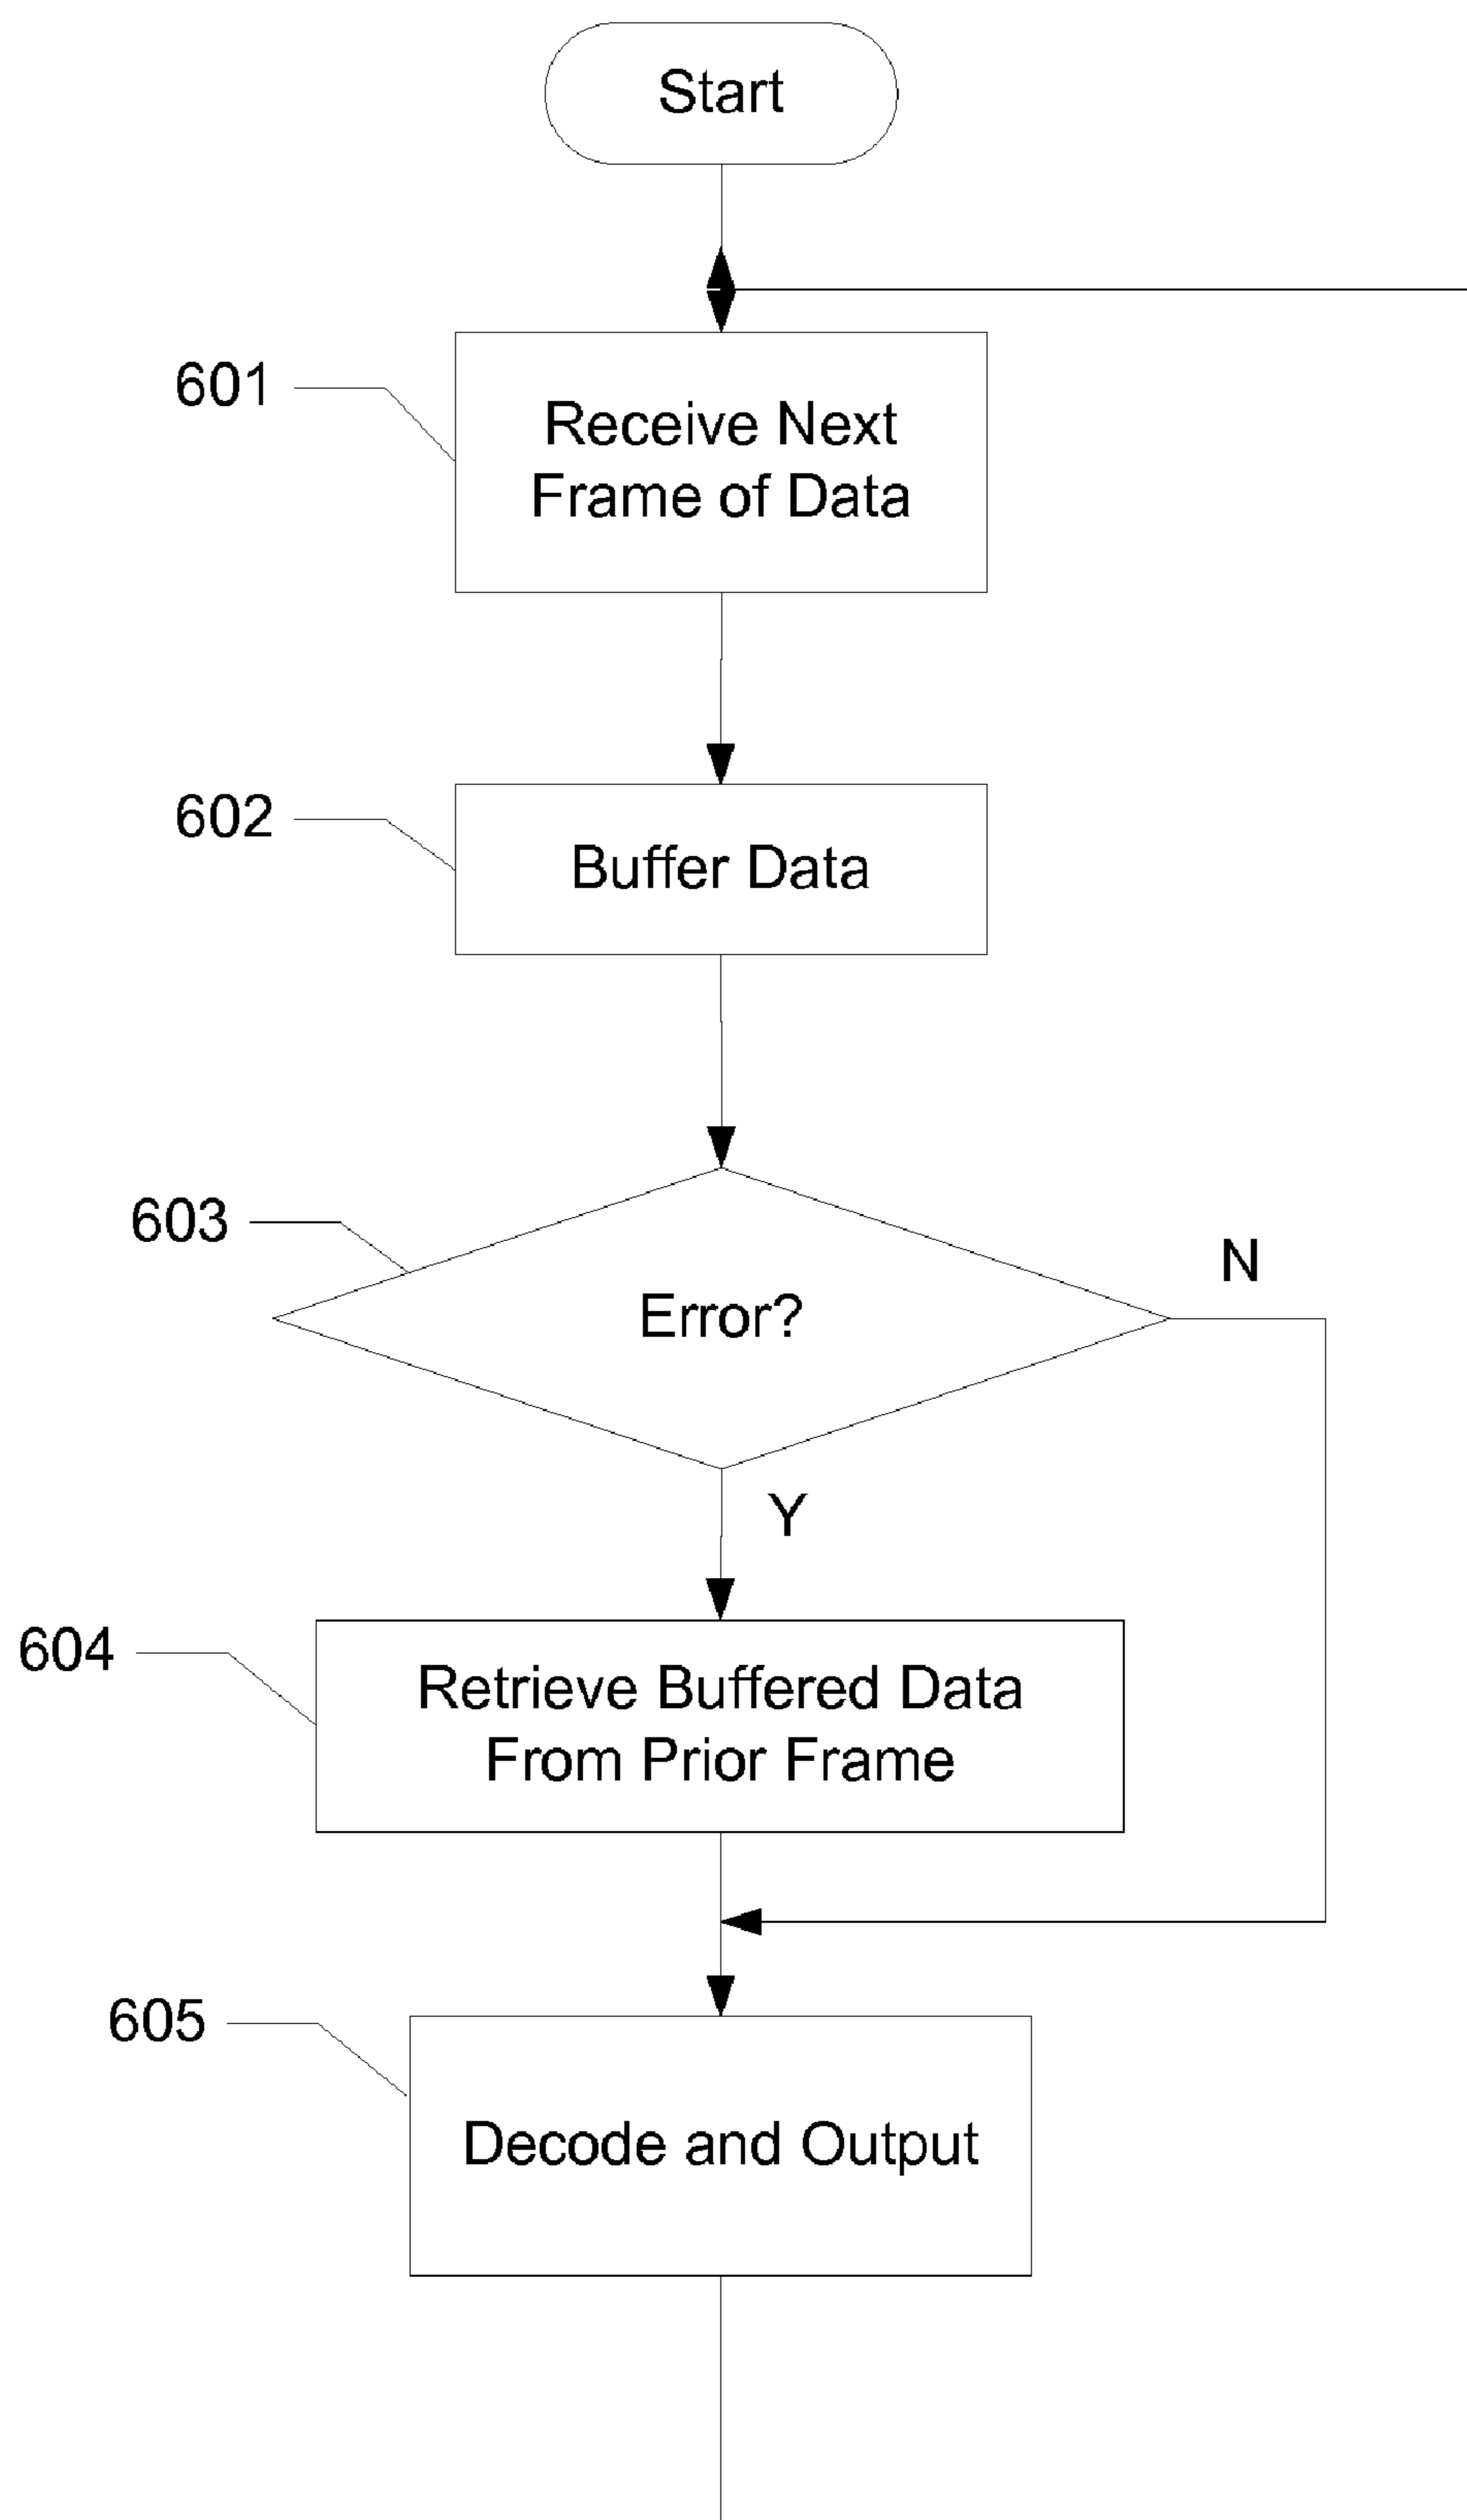 Start
601
Receive Next
Frame of Data
602
Buffer Data
603
Error?
N
Y
604
Retrieve Buffered Data
From Prior Frame
605
Decode and Output